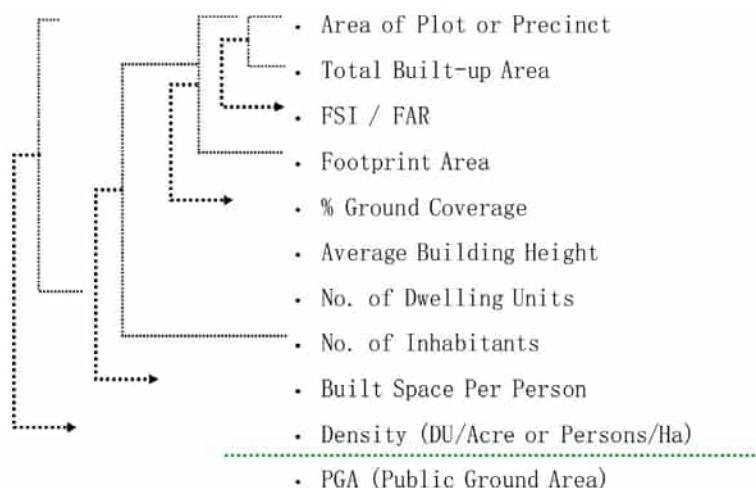 • Area of Plot or Precinct
• Total Built-up Area
• FSI / FAR
• Footprint Area
• % Ground Coverage
• Average Building Height
• No. of Dwelling Units
• No. of Inhabitants
• Built Space Per Person
• Density (DU/Acre or Persons/Ha)
• PGA (Public Ground Area)